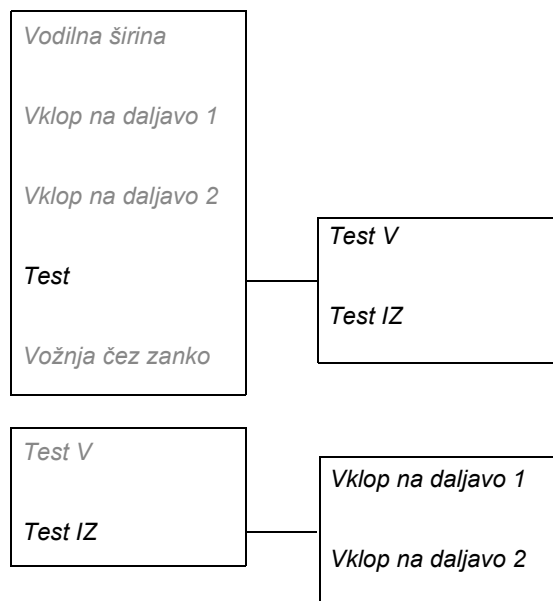 Vodilna širina
Vklop na daljavo 1
Vklop na daljavo 2
Test
Vožnja čez zanko
Test V
Test IZ
Test V
Test IZ
Vklop na daljavo 1
Vklop na daljavo 2